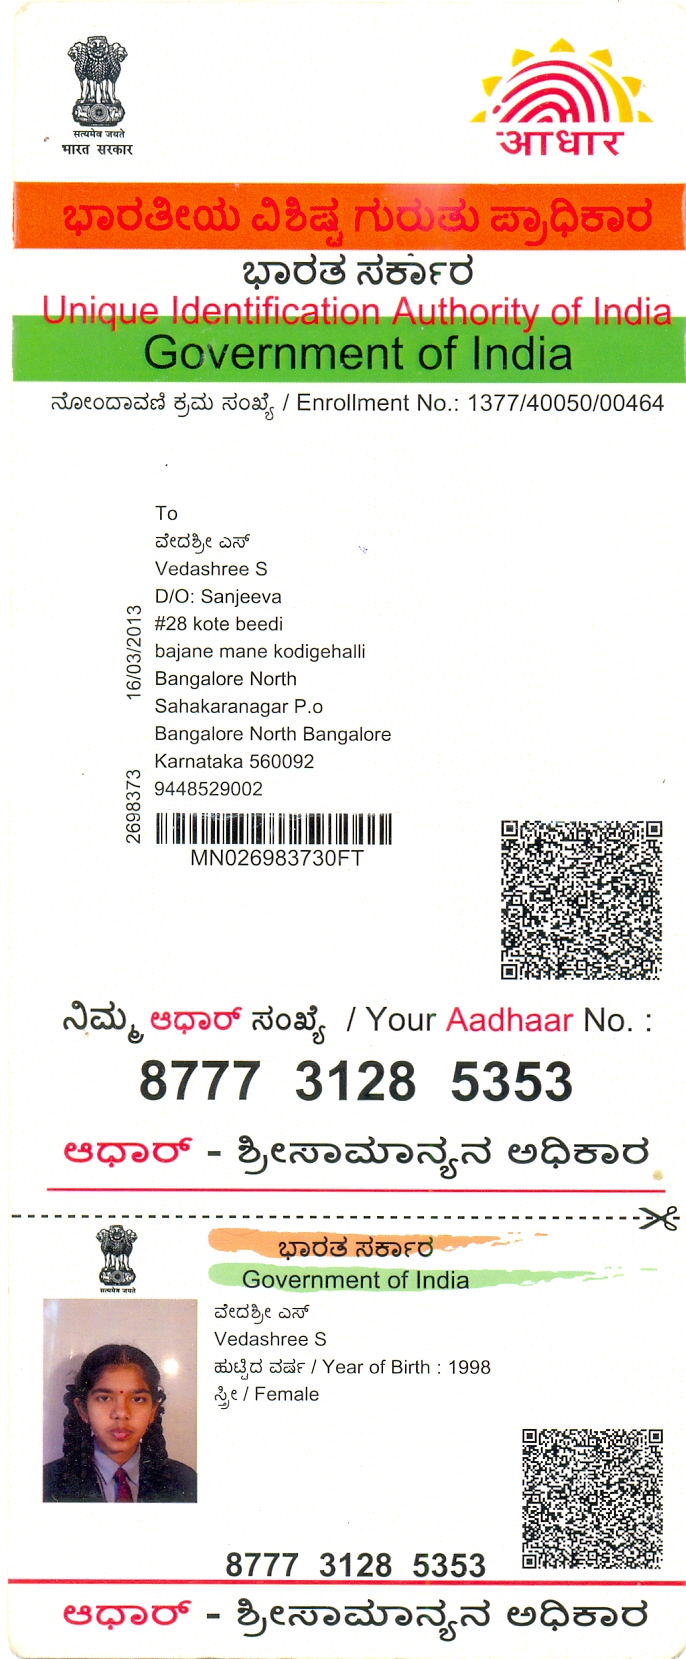 सत्यमेव जयते
भारत सरकार
आधार
ಭಾರತೀಯ ವಿಶಿಷ್ಟ ಗುರುತು ಪ್ರಾಧಿಕಾರ
ಭಾರತ ಸರ್ಕಾರ
Unique Identification Authority of India
Government of India
ನೋಂದಾವಣಿ ಕ್ರಮ ಸಂಖ್ಯೆ / Enrollment No.: 1377/40050/00464
To
ವೇದಶ್ರೀ ಎಸ್
Vedashree S
D/O: Sanjeeva
#28 kote beedi
bajane mane kodigehalli
Bangalore North
Sahakaranagar P.o
Bangalore North Bangalore
Karnataka 560092
9448529002
16/03/2013
2698373
MN026983730FT
ನಿಮ್ಮ ಆಧಾರ್ ಸಂಖ್ಯೆ / Your Aadhaar No. :
8777 3128 5353
ಆಧಾರ್ - ಶ್ರೀಸಾಮಾನ್ಯನ ಅಧಿಕಾರ
ಭಾರತ ಸರ್ಕಾರ
Government of India
सत्यमेव जयते
ವೇದಶ್ರೀ ಎಸ್
Vedashree S
ಹುಟ್ಟಿದ ವರ್ಷ / Year of Birth : 1998
ಸ್ತ್ರೀ / Female
8777 3128 5353
ಆಧಾರ್ - ಶ್ರೀಸಾಮಾನ್ಯನ ಅಧಿಕಾರ